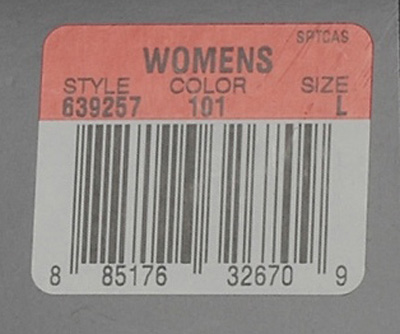 SPTCAS
WOMENS
STYLE COLOR SIZE
639257 101 L
8 85176 32670 9